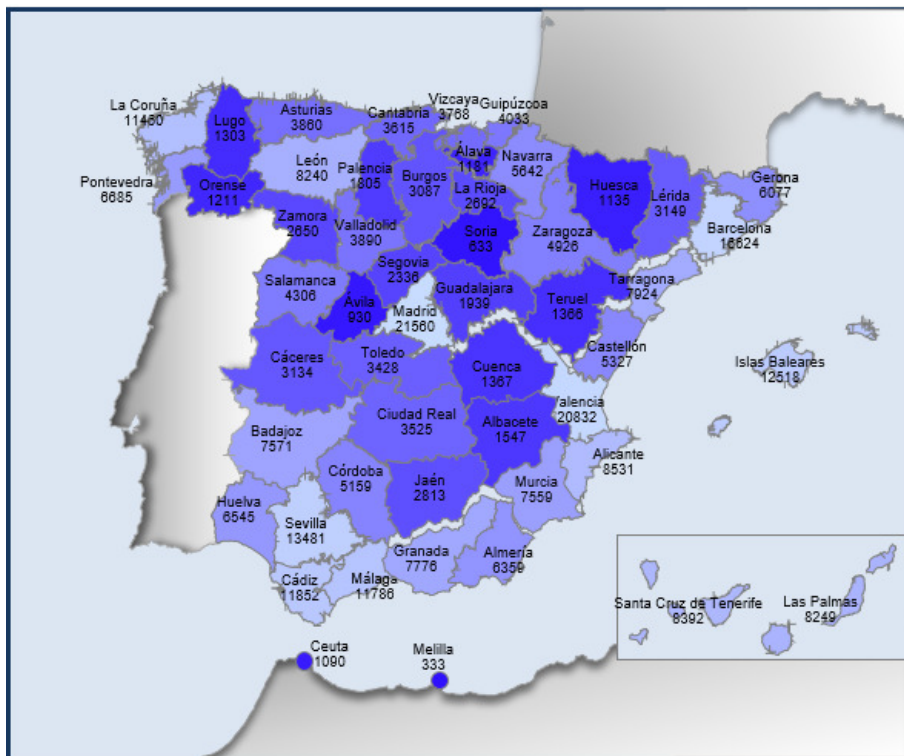 La Coruña
11460
Lugo
1303
Asturias
3860
Cantabria
3615
Vizcaya
3768
Guipúzcoa
4033
Pontevedra
6685
Orense
1211
León
8240
Palencia
1805
Burgos
3087
Álava
1181
La Rioja
2692
Navarra
5642
Huesca
1135
Lérida
3149
Gerona
6077
Barcelona
16624
Zamora
2650
Valladolid
3890
Soria
633
Zaragoza
4926
Tarragona
7924
Salamanca
4306
Segovia
2336
Ávila
930
Madrid
21560
Guadalajara
1939
Teruel
1366
Castellón
5327
Islas Baleares
12518
Cáceres
3134
Toledo
3428
Cuenca
1367
Valencia
20832
Badajoz
7571
Ciudad Real
3525
Albacete
1547
Alicante
8531
Huelva
6545
Sevilla
13481
Córdoba
5159
Jaén
2813
Murcia
7559
Cádiz
11852
Málaga
11786
Granada
7776
Almería
6359
Santa Cruz de Tenerife
8392
Las Palmas
8249
Ceuta
1090
Melilla
333